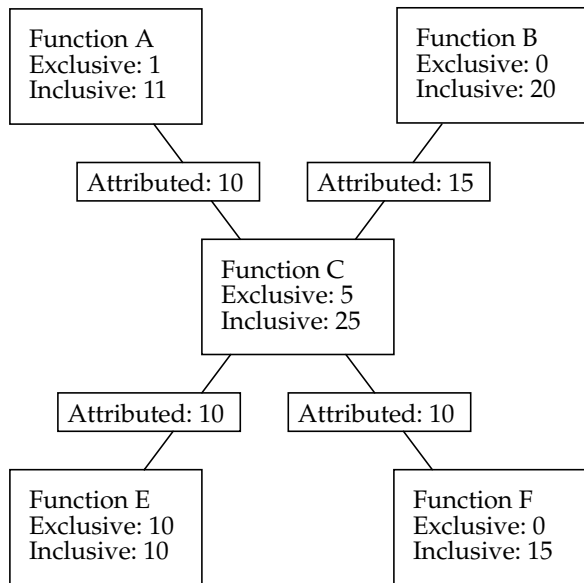 Function A
Exclusive: 1
Inclusive: 11
Function B
Exclusive: 0
Inclusive: 20
Attributed: 10
Attributed: 15
Function C
Exclusive: 5
Inclusive: 25
Attributed: 10
Attributed: 10
Function E
Exclusive: 10
Inclusive: 10
Function F
Exclusive: 0
Inclusive: 15